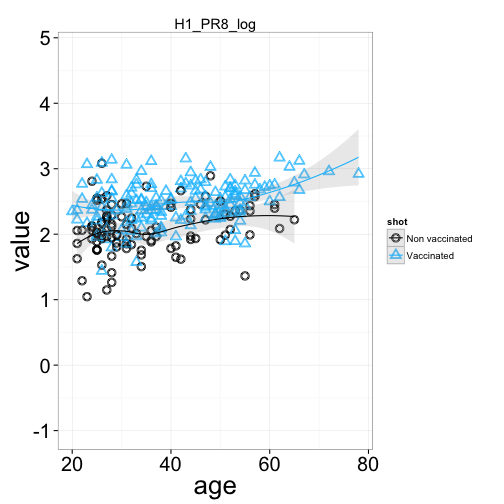 H1_PR8_log
value
5
4
3
2
1
0
-1
20 40 60 80
age
shot
Non vaccinated
Vaccinated